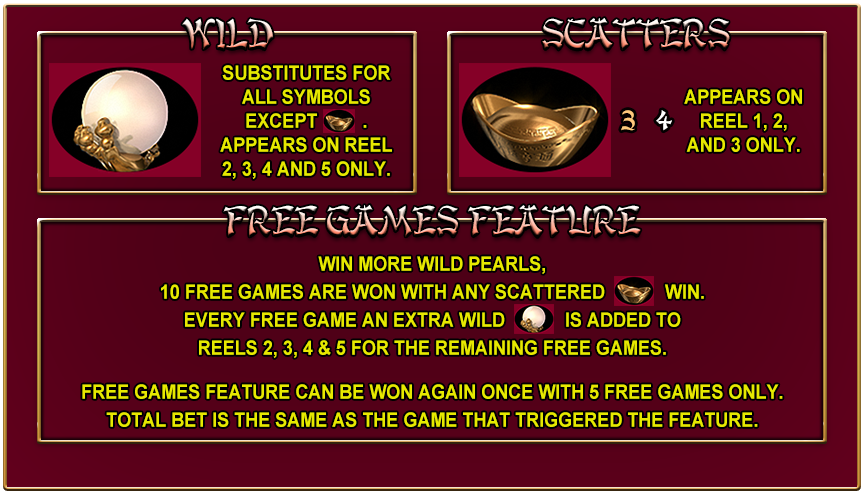 WILD
SUBSTITUTES FOR
ALL SYMBOLS
EXCEPT .
APPEARS ON REEL
2, 3, 4 AND 5 ONLY.
SCATTERS
3 4
APPEARS ON
REEL 1, 2,
AND 3 ONLY.
FREE GAMES FEATURE
WIN MORE WILD PEARLS,
10 FREE GAMES ARE WON WITH ANY SCATTERED WIN.
EVERY FREE GAME AN EXTRA WILD IS ADDED TO
REELS 2, 3, 4 & 5 FOR THE REMAINING FREE GAMES.
FREE GAMES FEATURE CAN BE WON AGAIN ONCE WITH 5 FREE GAMES ONLY.
TOTAL BET IS THE SAME AS THE GAME THAT TRIGGERED THE FEATURE.